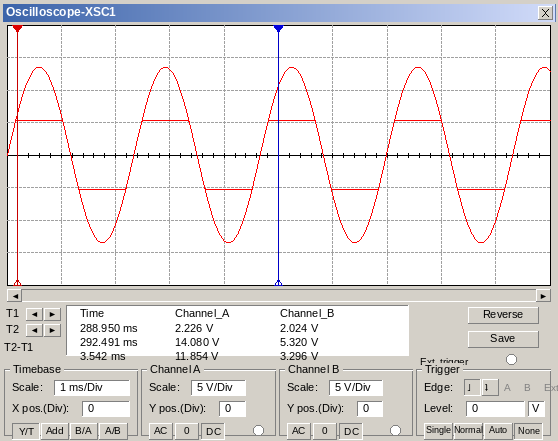 Oscilloscope-XSC1
Time Channel_A Channel_B
T1 288.950 ms 2.226 V 2.024 V
T2 292.491 ms 14.080 V 5.320 V
T2-T1 3.542 ms 11.854 V 3.296 V
Reverse
Save
Ext. trigger
Timebase
Scale: 1 ms/Div
X pos.(Div): 0
Y/T Add B/A A/B
Channel A
Scale: 5 V/Div
Y pos.(Div): 0
AC 0 DC
Channel B
Scale: 5 V/Div
Y pos.(Div): 0
AC 0 DC
Trigger
Edge: A B Ext
Level: 0 V
Single Normal Auto None